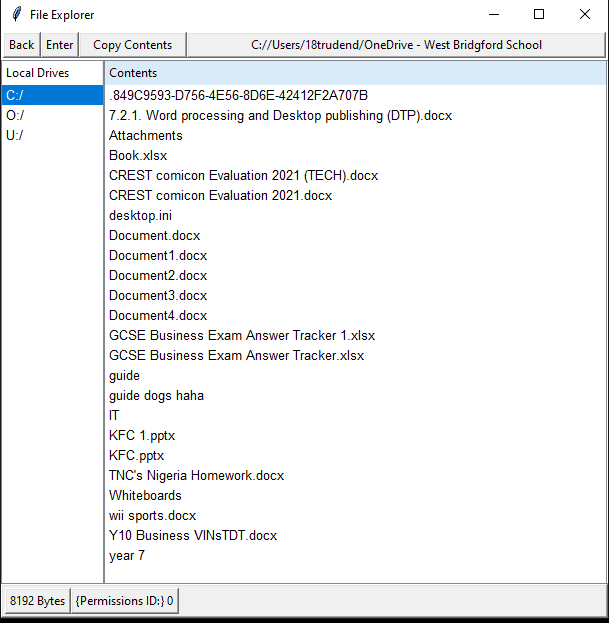 File Explorer
Back Enter Copy Contents C://Users/18trudend/OneDrive - West Bridgford School
Local Drives
C:/
O:/
U:/
Contents
.849C9593-D756-4E56-8D6E-42412F2A707B
7.2.1. Word processing and Desktop publishing (DTP).docx
Attachments
Book.xlsx
CREST comicon Evaluation 2021 (TECH).docx
CREST comicon Evaluation 2021.docx
desktop.ini
Document.docx
Document1.docx
Document2.docx
Document3.docx
Document4.docx
GCSE Business Exam Answer Tracker 1.xlsx
GCSE Business Exam Answer Tracker.xlsx
guide
guide dogs haha
IT
KFC 1.pptx
KFC.pptx
TNC's Nigeria Homework.docx
Whiteboards
wii sports.docx
Y10 Business VINsTDT.docx
year 7
8192 Bytes {Permissions ID:} 0